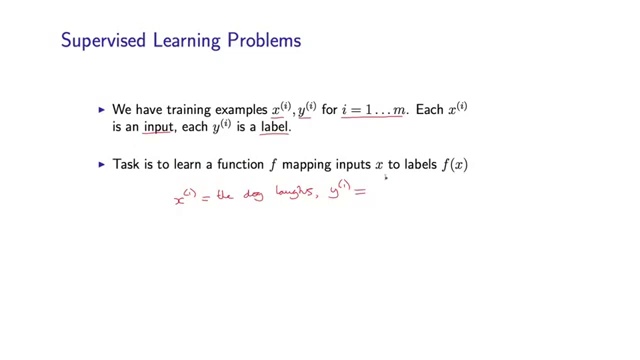 Supervised Learning Problems
▶ We have training examples x^(i), y^(i) for i = 1 . . . m. Each x^(i)
is an input, each y^(i) is a label.
▶ Task is to learn a function f mapping inputs x to labels f(x)
x^(i) = the dog laughs, y^(i) =